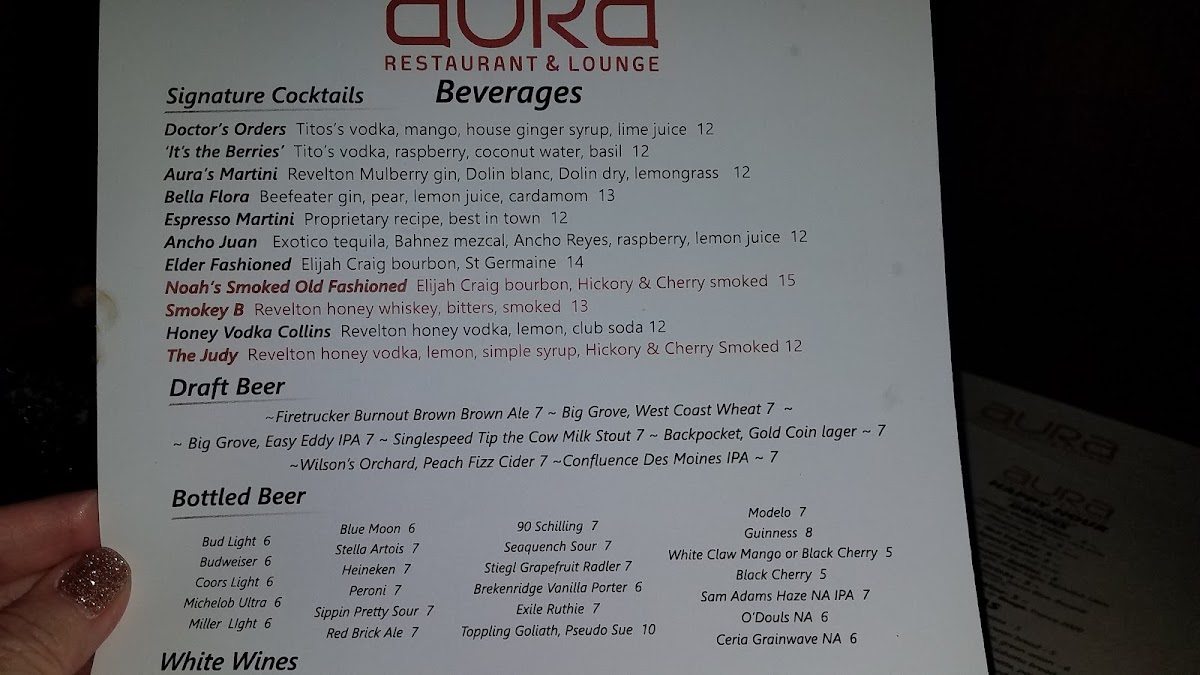 aura
RESTAURANT & LOUNGE
Signature Cocktails
Beverages
Doctor's Orders Titos's vodka, mango, house ginger syrup, lime juice 12
'It's the Berries' Tito's vodka, raspberry, coconut water, basil 12
Aura's Martini Revelton Mulberry gin, Dolin blanc, Dolin dry, lemongrass 12
Bella Flora Beefeater gin, pear, lemon juice, cardamom 13
Espresso Martini Proprietary recipe, best in town 12
Ancho Juan Exotico tequila, Bahnez mezcal, Ancho Reyes, raspberry, lemon juice 12
Elder Fashioned Elijah Craig bourbon, St Germaine 14
Noah's Smoked Old Fashioned Elijah Craig bourbon, Hickory & Cherry smoked 15
Smokey B Revelton honey whiskey, bitters, smoked 13
Honey Vodka Collins Revelton honey vodka, lemon, club soda 12
The Judy Revelton honey vodka, lemon, simple syrup, Hickory & Cherry Smoked 12
Draft Beer
~Firetrucker Burnout Brown Brown Ale 7 ~ Big Grove, West Coast Wheat 7 ~
~ Big Grove, Easy Eddy IPA 7 ~ Singlespeed Tip the Cow Milk Stout 7 ~ Backpocket, Gold Coin lager ~ 7
~Wilson's Orchard, Peach Fizz Cider 7 ~Confluence Des Moines IPA ~ 7
Bottled Beer
Bud Light 6
Budweiser 6
Coors Light 6
Michelob Ultra 6
Miller LIght 6
Blue Moon 6
Stella Artois 7
Heineken 7
Peroni 7
Sippin Pretty Sour 7
Red Brick Ale 7
90 Schilling 7
Seaquench Sour 7
Stiegl Grapefruit Radler 7
Brekenridge Vanilla Porter 6
Exile Ruthie 7
Toppling Goliath, Pseudo Sue 10
Modelo 7
Guinness 8
White Claw Mango or Black Cherry 5
Black Cherry 5
Sam Adams Haze NA IPA 7
O'Douls NA 6
Ceria Grainwave NA 6
White Wines
aura
aura
HAPPY HOUR